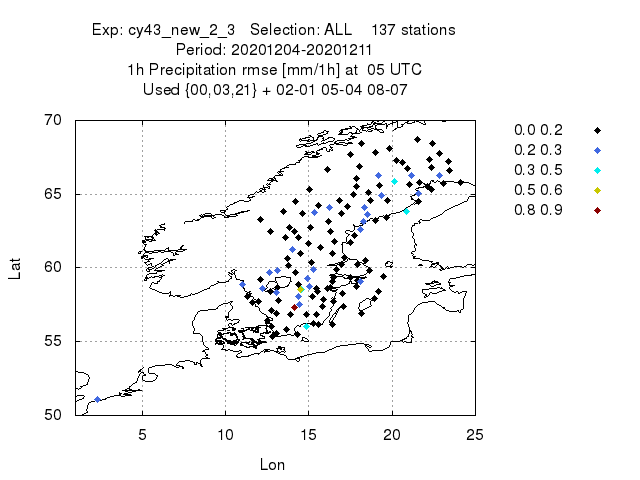 Exp: cy43_new_2_3 Selection: ALL 137 stations
Period: 20201204-20201211
1h Precipitation rmse [mm/1h] at 05 UTC
Used {00,03,21} + 02-01 05-04 08-07
70
65
60
55
50
Lat
5 10 15 20 25
Lon
0.0 0.2
0.2 0.3
0.3 0.5
0.5 0.6
0.8 0.9